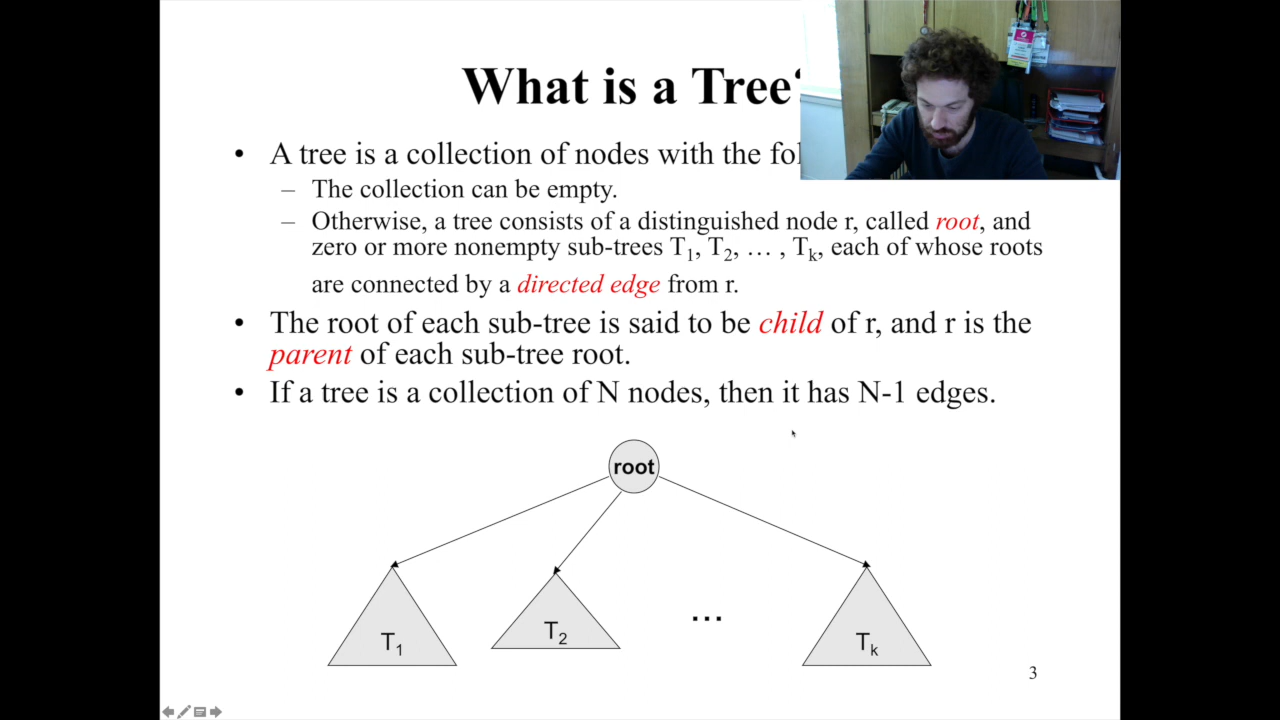 What is a Tree?
• A tree is a collection of nodes with the
– The collection can be empty.
– Otherwise, a tree consists of a distinguished node r, called root, and
zero or more nonempty sub-trees T1, T2, … , Tk, each of whose roots
are connected by a directed edge from r.
• The root of each sub-tree is said to be child of r, and r is the
parent of each sub-tree root.
• If a tree is a collection of N nodes, then it has N-1 edges.
root
T1 T2 … Tk
3